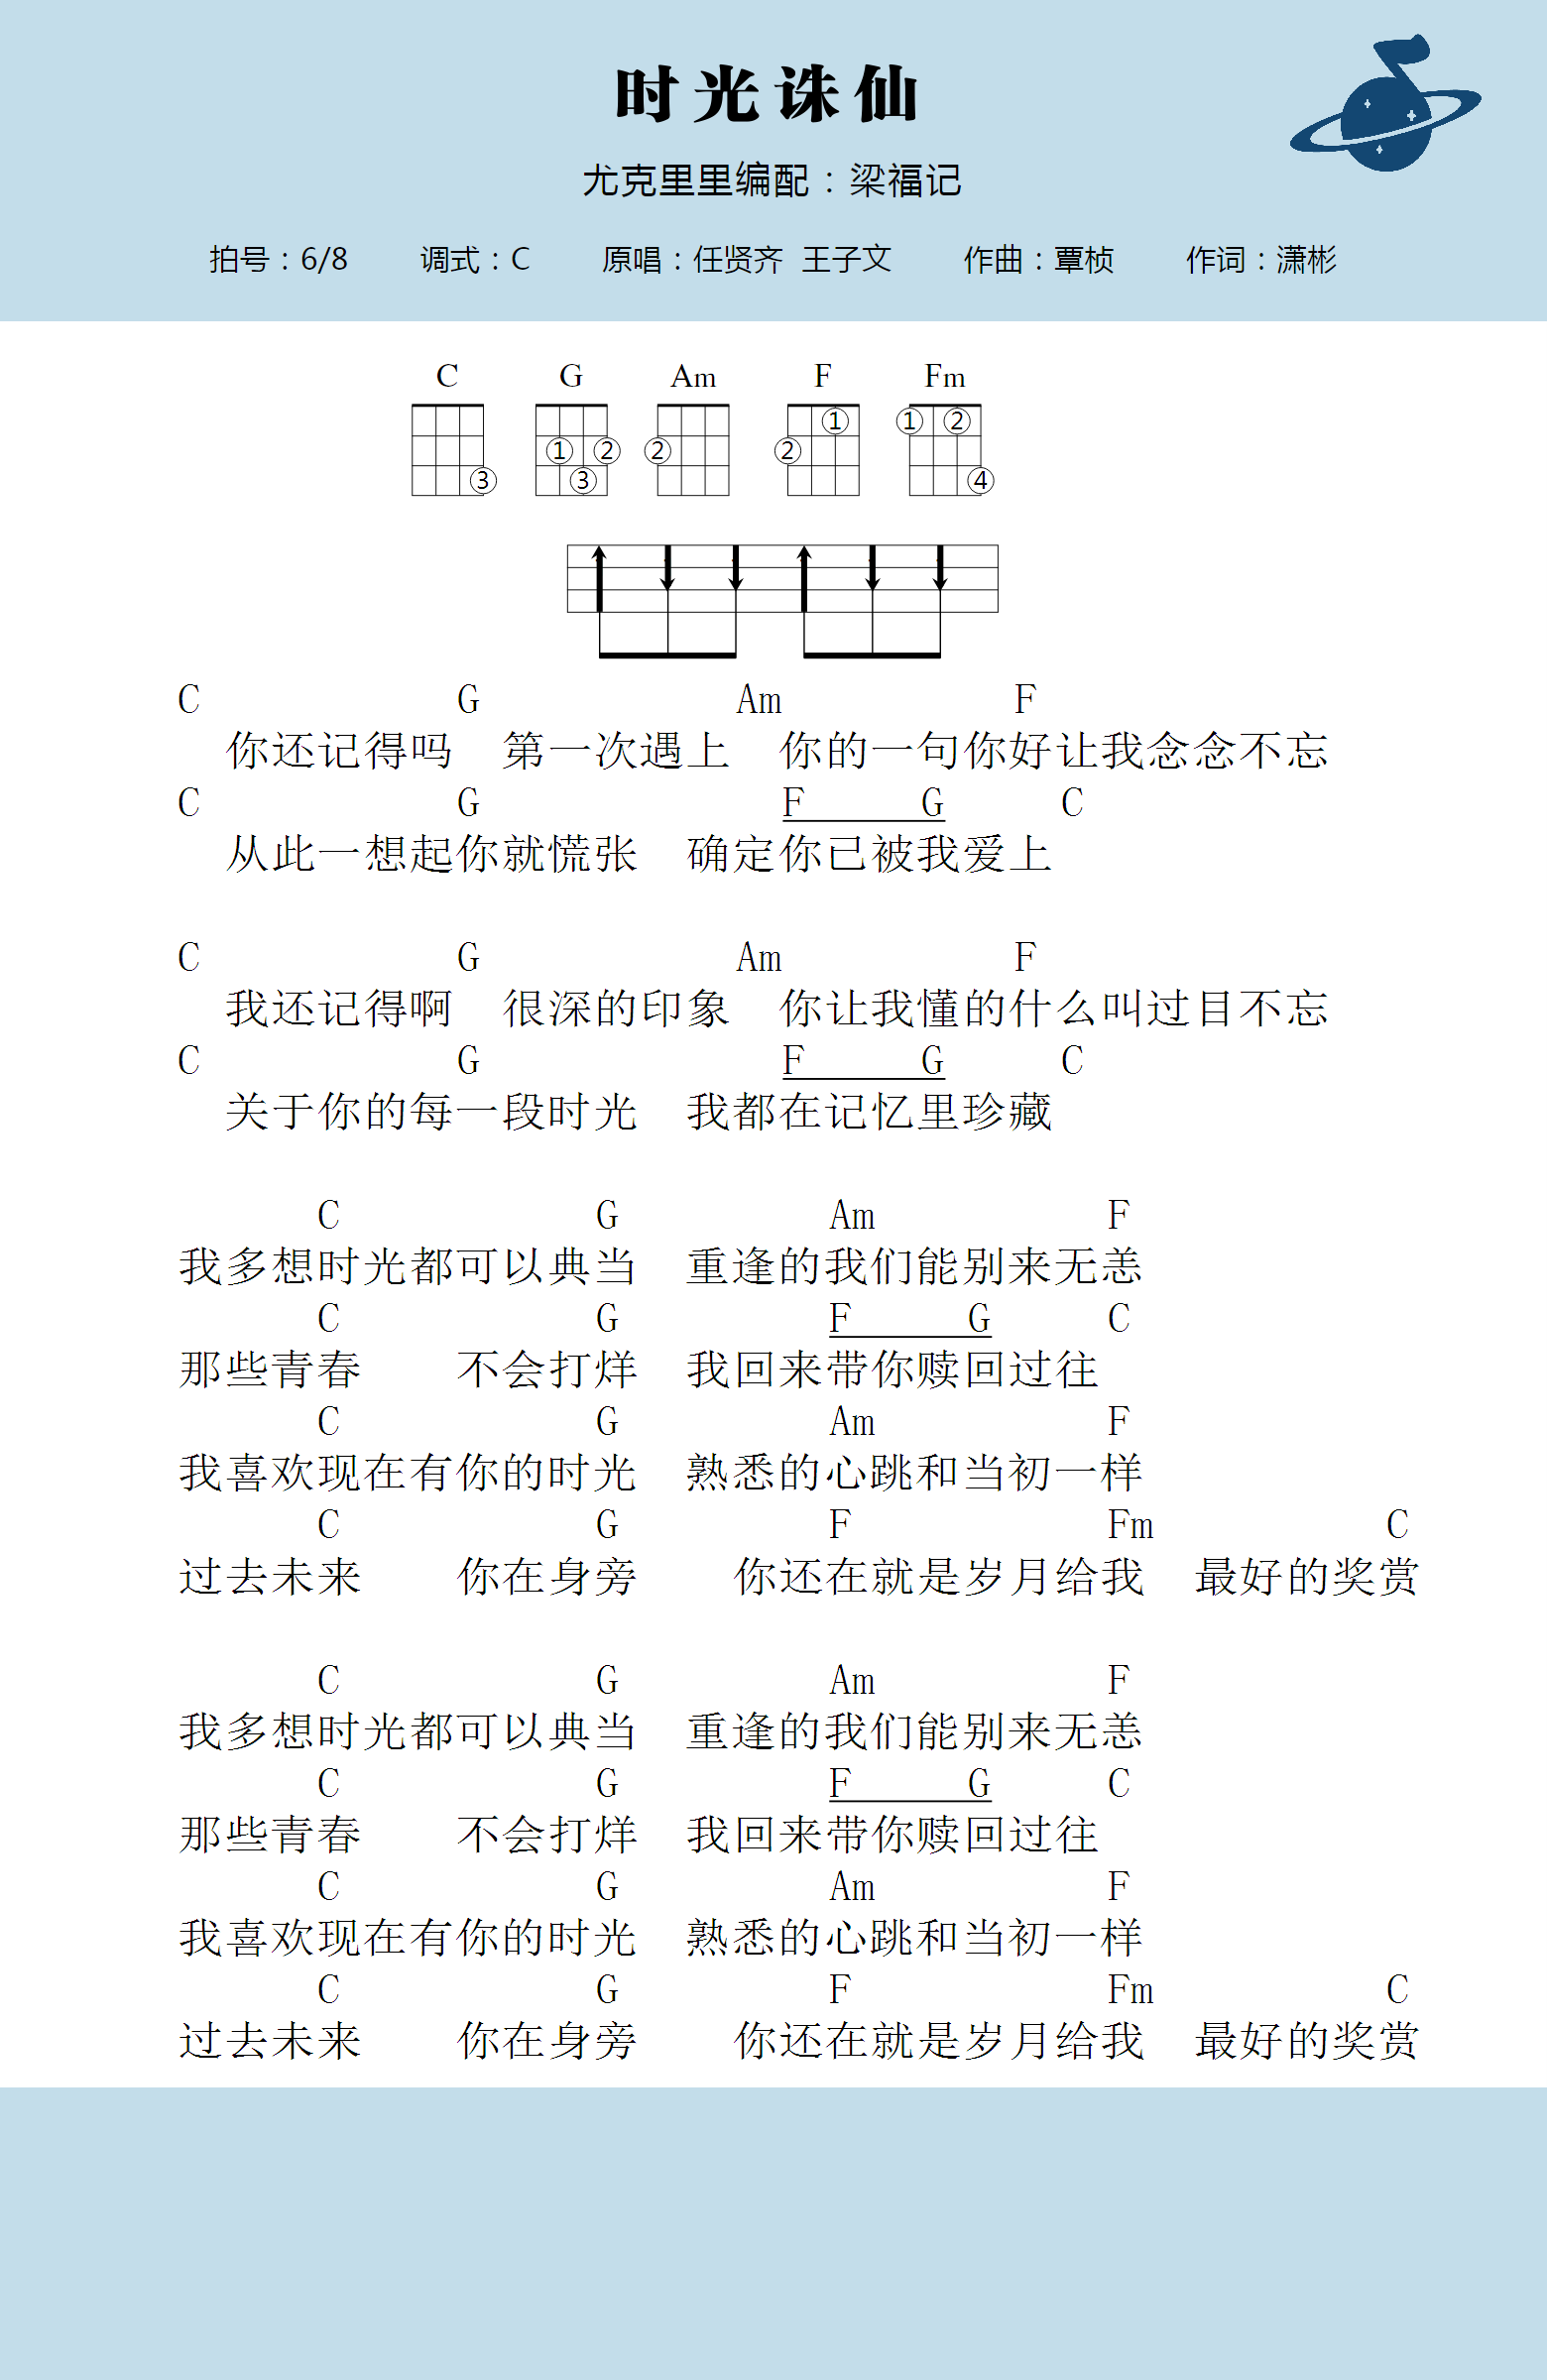 时光诛仙
尤克里里编配：梁福记
拍号：6/8 调式：C 原唱：任贤齐 王子文 作曲：覃桢 作词：潇彬
C G Am F Fm
3 1 2 3 2 1 2 1 2 4
C G Am F
你还记得吗 第一次遇上 你的一句你好让我念念不忘
C G F G C
从此一想起你就慌张 确定你已被我爱上
C G Am F
我还记得啊 很深的印象 你让我懂的什么叫过目不忘
C G F G C
关于你的每一段时光 我都在记忆里珍藏
C G Am F
我多想时光都可以典当 重逢的我们能别来无恙
C G F G C
那些青春 不会打烊 我回来带你赎回过往
C G Am F
我喜欢现在有你的时光 熟悉的心跳和当初一样
C G F Fm C
过去未来 你在身旁 你还在就是岁月给我 最好的奖赏
C G Am F
我多想时光都可以典当 重逢的我们能别来无恙
C G F G C
那些青春 不会打烊 我回来带你赎回过往
C G Am F
我喜欢现在有你的时光 熟悉的心跳和当初一样
C G F Fm C
过去未来 你在身旁 你还在就是岁月给我 最好的奖赏